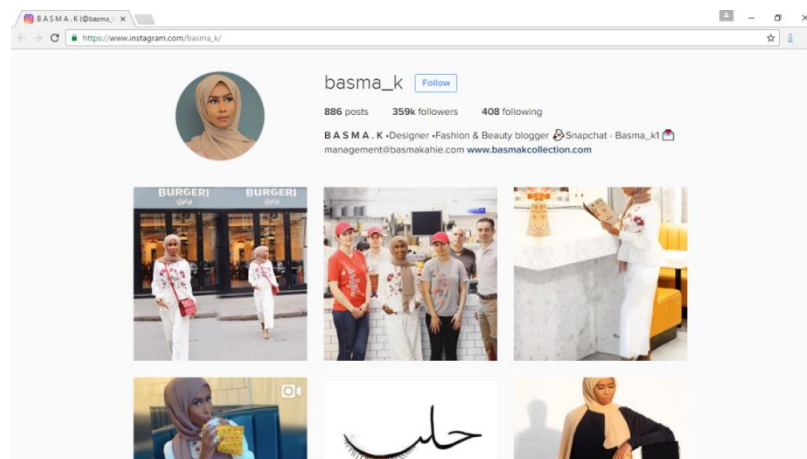 B A S M A . K (@basma_
https://www.instagram.com/basma_k/
basma_k Follow
886 posts 359k followers 408 following
B A S M A . K •Designer •Fashion & Beauty blogger Snapchat - Basma_k1
management@basmakahie.com www.basmakcollection.com
BURGERI BURGERI
حلب